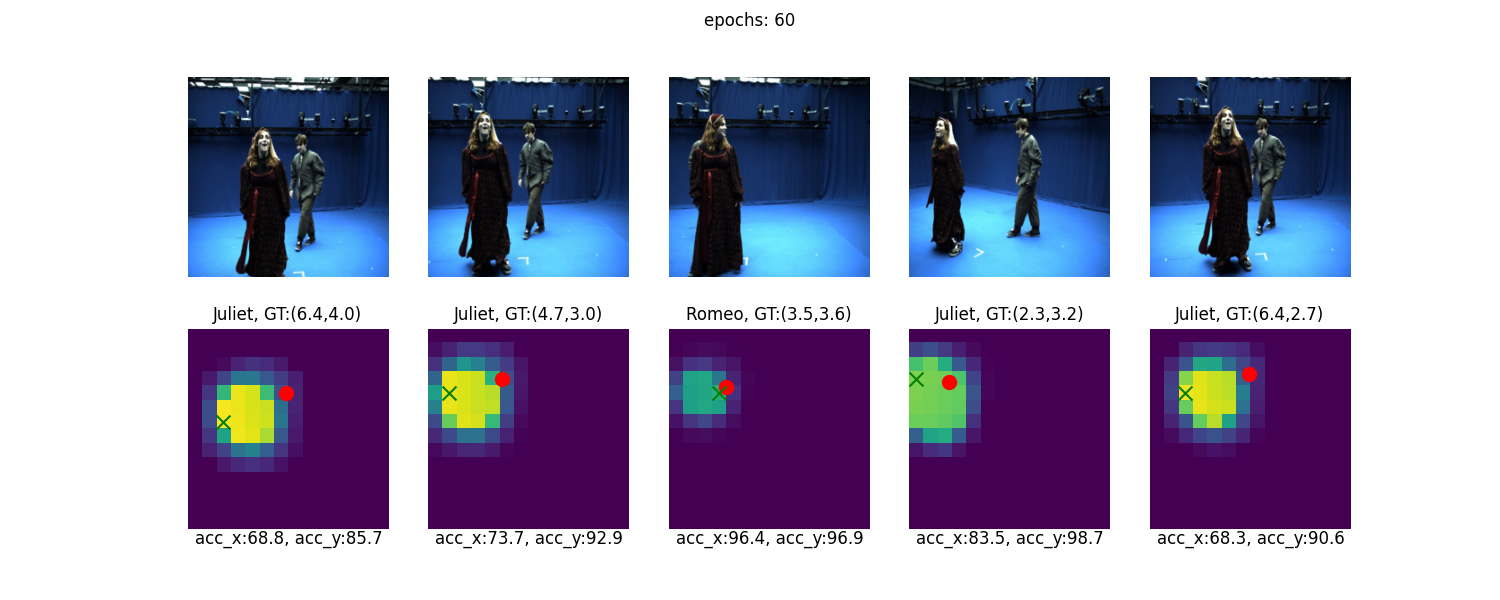 epochs: 60
Juliet, GT:(6.4,4.0)
Juliet, GT:(4.7,3.0)
Romeo, GT:(3.5,3.6)
Juliet, GT:(2.3,3.2)
Juliet, GT:(6.4,2.7)
acc_x:68.8, acc_y:85.7
acc_x:73.7, acc_y:92.9
acc_x:96.4, acc_y:96.9
acc_x:83.5, acc_y:98.7
acc_x:68.3, acc_y:90.6